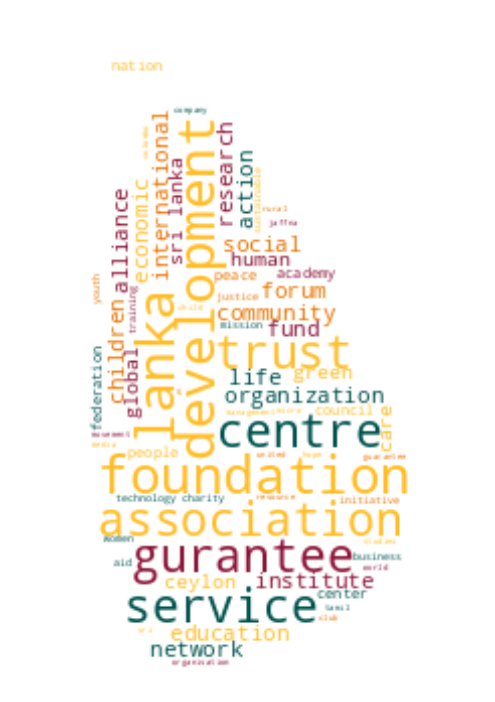 nation
company
development
international
research
sri lanka
action
economic
sustainable
rural
jaffna
alliance
social
human
peace
academy
youth
justice
forum
training
children
lanka
child
community
mission
fund
global
trust
federation
life
green
organization
management
council
care
centre
movement
media
people
united
hope
guarantee
foundation
technology
charity
resource
initiative
association
women
studies
gurantee
business
aid
world
ceylon
institute
center
service
tamil
club
education
network
organisation